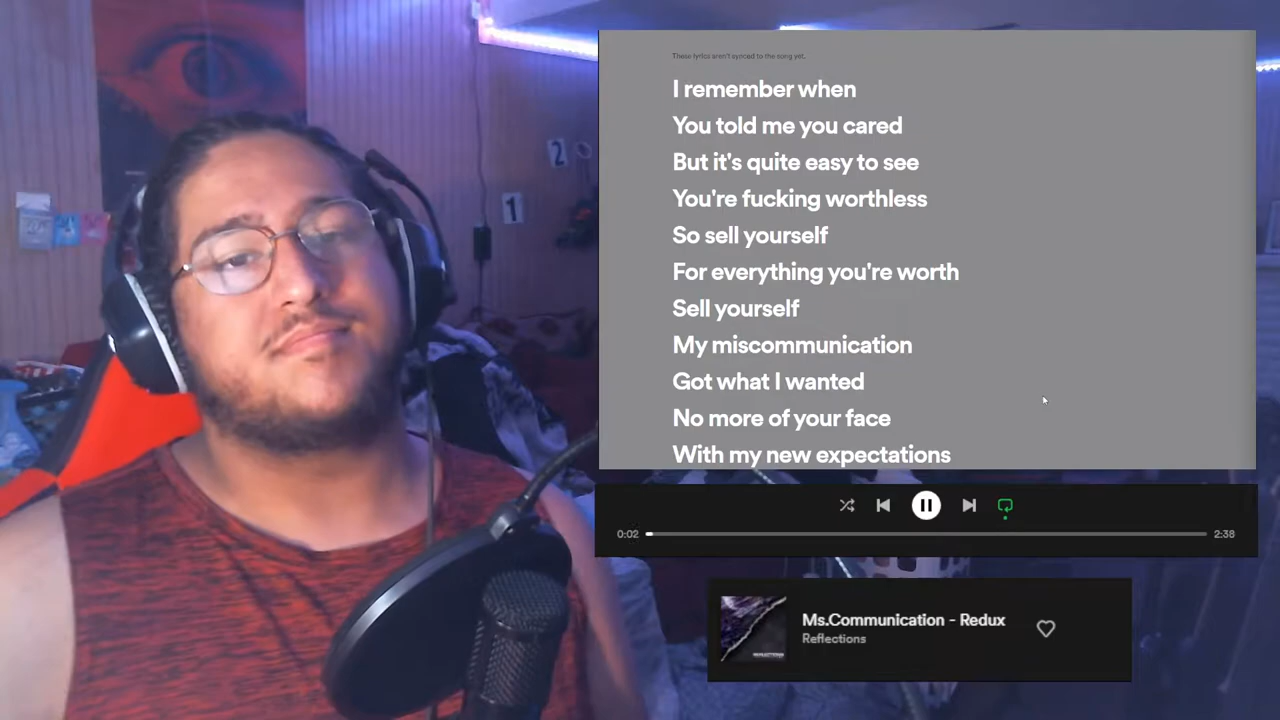 These lyrics aren't synced to the song yet.
I remember when
You told me you cared
But it's quite easy to see
You're fucking worthless
So sell yourself
For everything you're worth
Sell yourself
My miscommunication
Got what I wanted
No more of your face
With my new expectations
0:02
2:38
Ms.Communication - Redux
Reflections
2
1